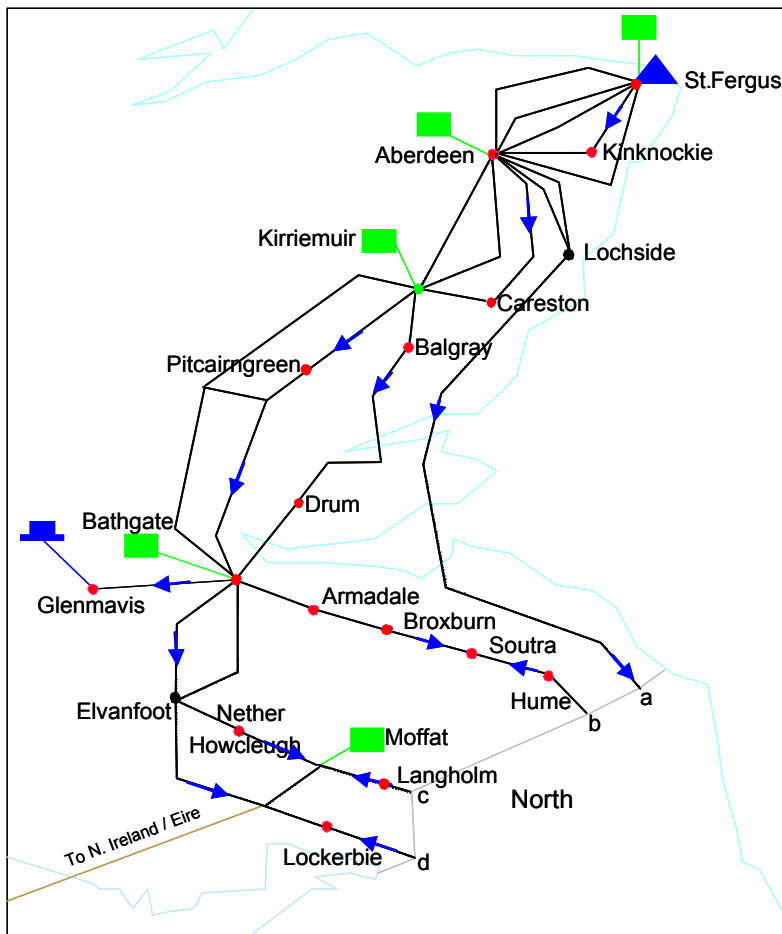 St.Fergus
Aberdeen
Kinknockie
Kirriemuir
Lochside
Careston
Balgray
Pitcairngreen
Drum
Bathgate
Glenmavis
Armadale
Broxburn
Soutra
Hume
a
b
Elvanfoot
Nether
Howcleugh
Moffat
Langholm
c
North
To N. Ireland / Eire
Lockerbie
d